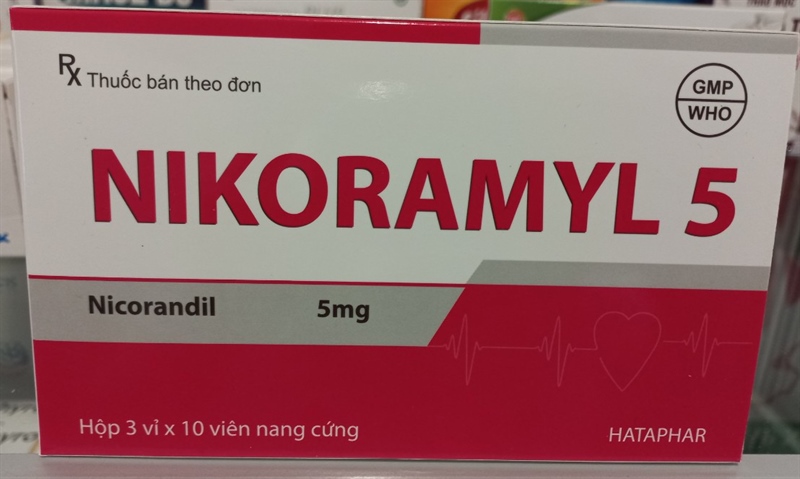 Rx Thuốc bán theo đơn
GMP
WHO
NIKORAMYL 5
Nicorandil 5mg
Hộp 3 vỉ x 10 viên nang cứng
HATAPHAR